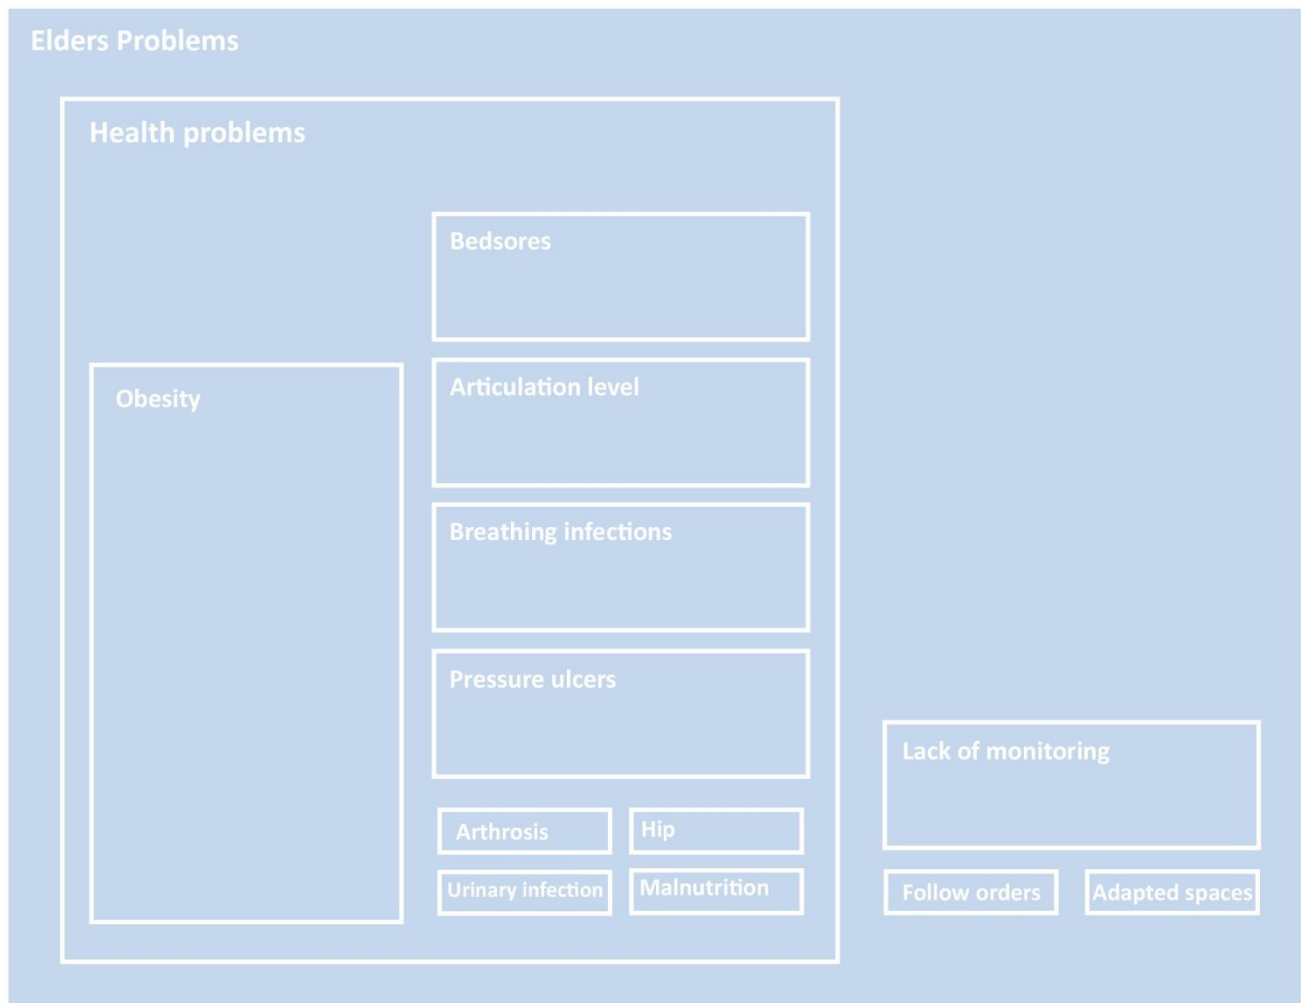 Elders Problems
Health problems
Bedsores
Obesity
Articulation level
Breathing infections
Pressure ulcers
Lack of monitoring
Arthrosis
Hip
Urinary infection
Malnutrition
Follow orders
Adapted spaces